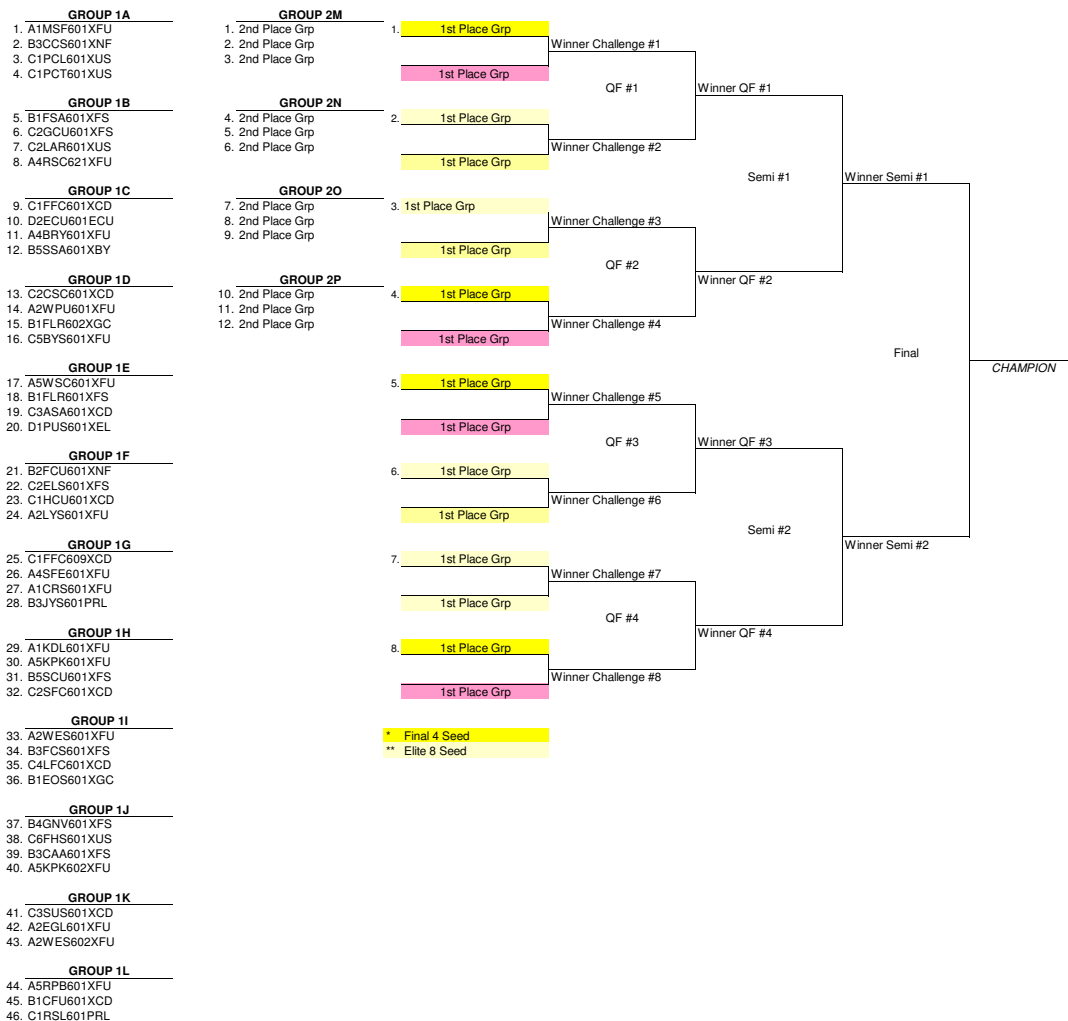 GROUP 1A
1. A1MSF601XFU
2. B3CCS601XNF
3. C1PCL601XUS
4. C1PCT601XUS
GROUP 1B
5. B1FSA601XFS
6. C2GCU601XFS
7. C2LAR601XUS
8. A4RSC621XFU
GROUP 1C
9. C1FFC601XCD
10. D2ECU601ECU
11. A4BRY601XFU
12. B5SSA601XBY
GROUP 1D
13. C2CSC601XCD
14. A2WPU601XFU
15. B1FLR602XGC
16. C5BYS601XFU
GROUP 1E
17. A5WSC601XFU
18. B1FLR601XFS
19. C3ASA601XCD
20. D1PUS601XEL
GROUP 1F
21. B2FCU601XNF
22. C2ELS601XFS
23. C1HCU601XCD
24. A2LYS601XFU
GROUP 1G
25. C1FFC609XCD
26. A4SFE601XFU
27. A1CRS601XFU
28. B3JYS601PRL
GROUP 1H
29. A1KDL601XFU
30. A5KPK601XFU
31. B5SCU601XFS
32. C2SFC601XCD
GROUP 1I
33. A2WES601XFU
34. B3FCS601XFS
35. C4LFC601XCD
36. B1EOS601XGC
GROUP 1J
37. B4GNV601XFS
38. C6FHS601XUS
39. B3CAA601XFS
40. A5KPK602XFU
GROUP 1K
41. C3SUS601XCD
42. A2EGL601XFU
43. A2WES602XFU
GROUP 1L
44. A5RPB601XFU
45. B1CFU601XCD
46. C1RSL601PRL
GROUP 2M
1. 2nd Place Grp
2. 2nd Place Grp
3. 2nd Place Grp
GROUP 2N
4. 2nd Place Grp
5. 2nd Place Grp
6. 2nd Place Grp
GROUP 2O
7. 2nd Place Grp
8. 2nd Place Grp
9. 2nd Place Grp
GROUP 2P
10. 2nd Place Grp
11. 2nd Place Grp
12. 2nd Place Grp
1. 1st Place Grp
1st Place Grp
2. 1st Place Grp
1st Place Grp
3. 1st Place Grp
1st Place Grp
4. 1st Place Grp
1st Place Grp
5. 1st Place Grp
1st Place Grp
6. 1st Place Grp
1st Place Grp
7. 1st Place Grp
1st Place Grp
8. 1st Place Grp
1st Place Grp
* Final 4 Seed
** Elite 8 Seed
Winner Challenge #1
QF #1
Winner Challenge #2
Winner Challenge #3
QF #2
Winner Challenge #4
Winner Challenge #5
QF #3
Winner Challenge #6
Winner Challenge #7
QF #4
Winner Challenge #8
Winner QF #1
Semi #1
Winner QF #2
Winner QF #3
Semi #2
Winner QF #4
Winner Semi #1
Final
Winner Semi #2
CHAMPION